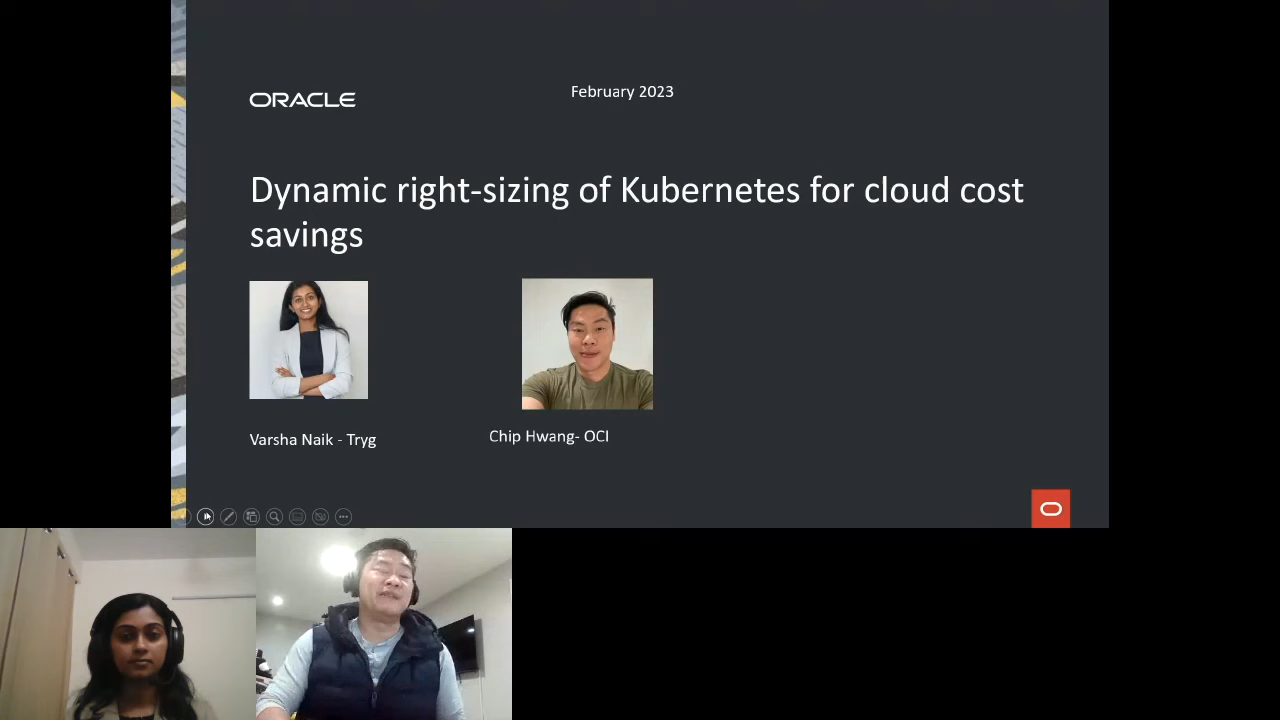 ORACLE
February 2023
Dynamic right-sizing of Kubernetes for cloud cost
savings
Varsha Naik - Tryg
Chip Hwang- OCI